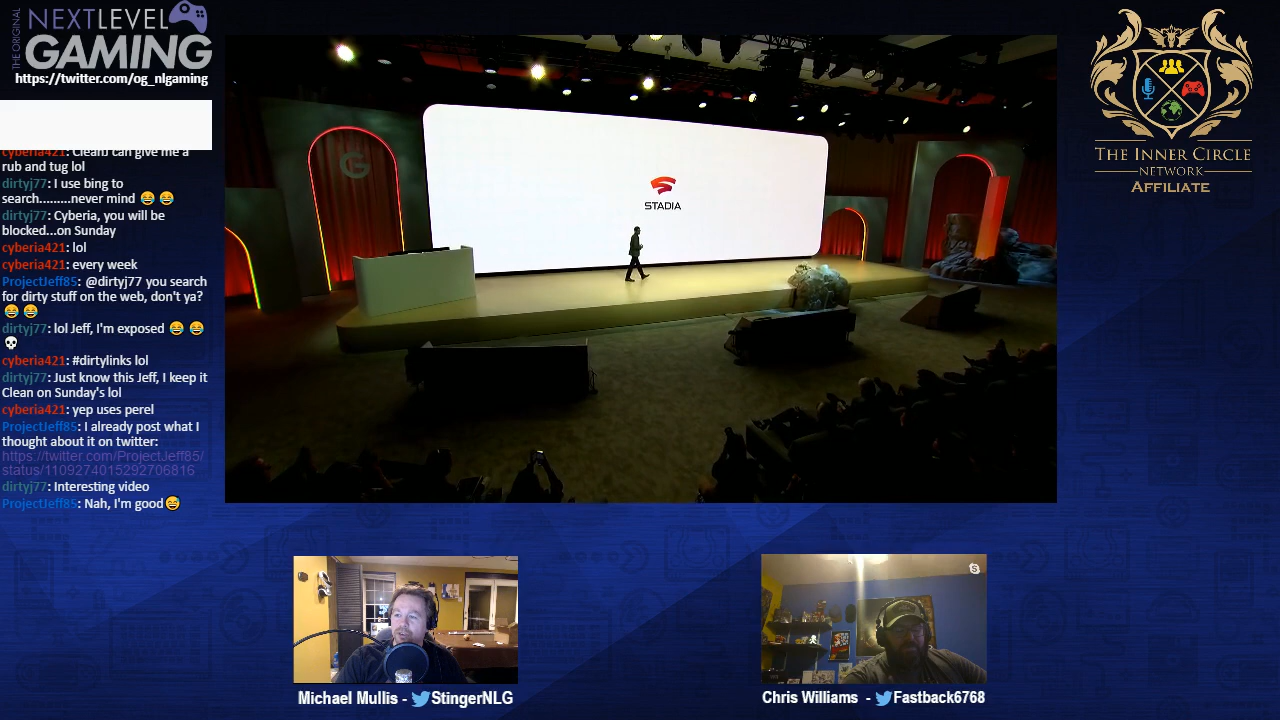 THE ORIGINAL
NEXTLEVEL
GAMING
https://twitter.com/og_nlgaming
cyberia421: Clearb can give me a
rub and tug lol
dirtyj77: I use bing to
search.........never mind 😂 😂
dirtyj77: Cyberia, you will be
blocked...on Sunday
cyberia421: lol
cyberia421: every week
ProjectJeff85: @dirtyj77 you search
for dirty stuff on the web, don't ya?
😂 😂
dirtyj77: lol Jeff, I'm exposed 😂 😂
💀
cyberia421: #dirtylinks lol
dirtyj77: Just know this Jeff, I keep it
Clean on Sunday's lol
cyberia421: yep uses perel
ProjectJeff85: I already post what I
thought about it on twitter:
https://twitter.com/ProjectJeff85/
status/1109274015292706816
dirtyj77: Interesting video
ProjectJeff85: Nah, I'm good😅
G
STADIA
THE INNER CIRCLE
NETWORK
AFFILIATE
Michael Mullis - StingerNLG
Chris Williams - Fastback6768